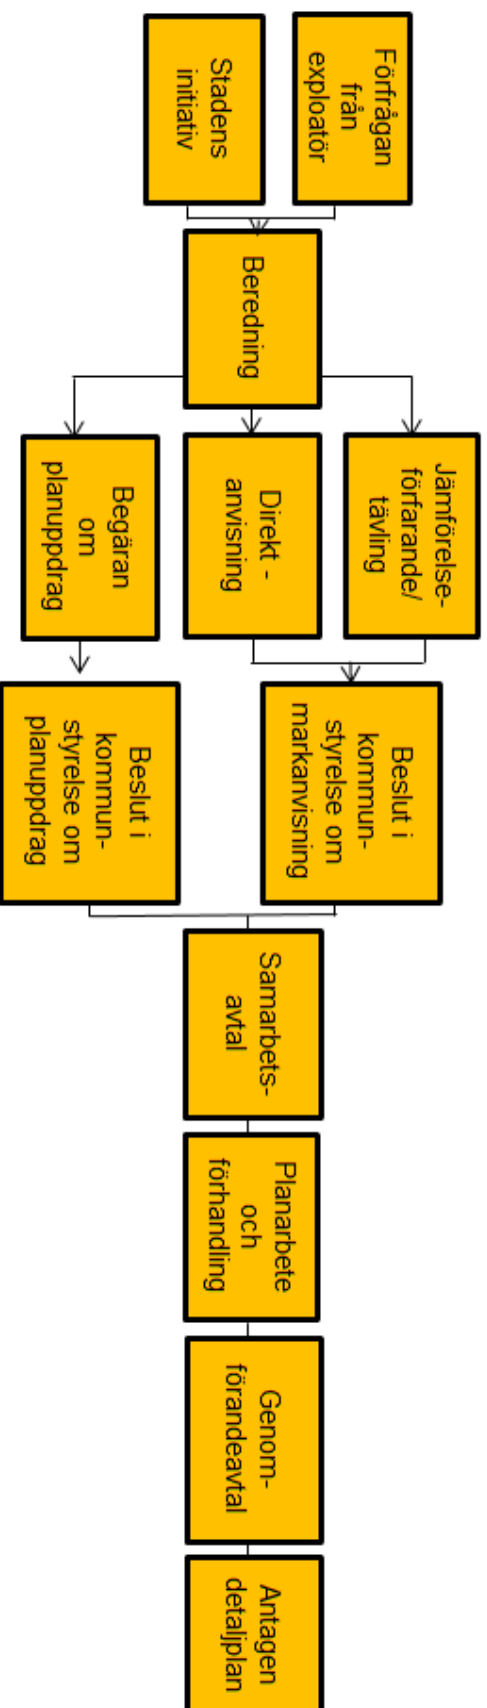 Förfrågan
från
exploatör
Stadens
initiativ
Beredning
Jämförelse-
förfarande/
tävling
Direkt -
anvisning
Begäran
om
planuppdrag
Beslut i
kommun-
styrelse om
markanvisning
Beslut i
kommun-
styrelse om
planuppdrag
Samarbets-
avtal
Planarbete
och
förhandling
Genom-
förandeavtal
Antagen
detaljplan